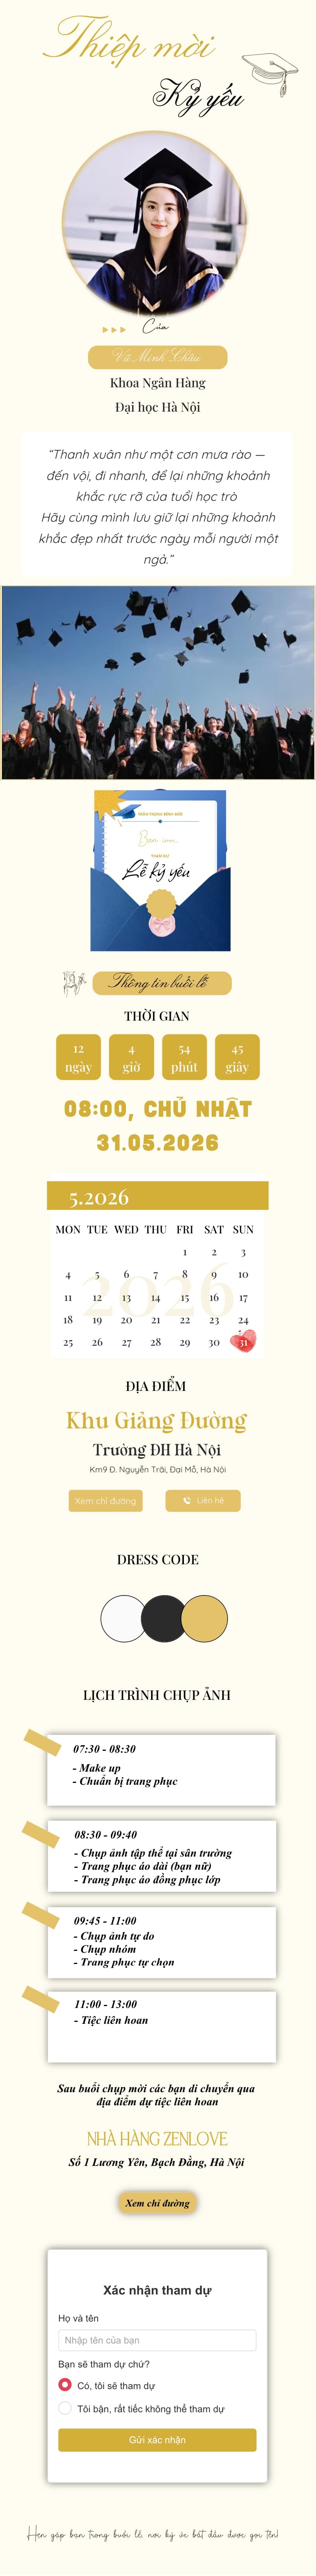 Thiệp mời
Kỷ yếu
Của
Vũ Minh Châu
Khoa Ngân Hàng
Đại học Hà Nội
“Thanh xuân như một cơn mưa rào —
đến vội, đi nhanh, để lại những khoảnh
khắc rực rỡ của tuổi học trò
Hãy cùng mình lưu giữ lại những khoảnh
khắc đẹp nhất trước ngày mỗi người một
ngả.”
TRÂN TRỌNG KÍNH MỜI
Bạn
THAM DỰ
Lễ kỷ yếu
Thông tin buổi lễ
THỜI GIAN
12 4 54 45
ngày giờ phút giây
08:00, CHỦ NHẬT
31.05.2026
5.2026
2026
MON TUE WED THU FRI SAT SUN
1 2 3
4 5 6 7 8 9 10
11 12 13 14 15 16 17
18 19 20 21 22 23 24
25 26 27 28 29 30 31
ĐỊA ĐIỂM
Khu Giảng Đường
Trường ĐH Hà Nội
Km9 Đ. Nguyễn Trãi, Đại Mỗ, Hà Nội
Xem chỉ đường Liên hệ
DRESS CODE
LỊCH TRÌNH CHỤP ẢNH
07:30 - 08:30
- Make up
- Chuẩn bị trang phục
08:30 - 09:40
- Chụp ảnh tập thể tại sân trường
- Trang phục áo dài (bạn nữ)
- Trang phục áo đồng phục lớp
09:45 - 11:00
- Chụp ảnh tự do
- Chụp nhóm
- Trang phục tự chọn
11:00 - 13:00
- Tiệc liên hoan
Sau buổi chụp mời các bạn di chuyển qua
địa điểm dự tiệc liên hoan
NHÀ HÀNG ZENLOVE
Số 1 Lương Yên, Bạch Đằng, Hà Nội
Xem chỉ đường
Xác nhận tham dự
Họ và tên
Nhập tên của bạn
Bạn sẽ tham dự chứ?
Có, tôi sẽ tham dự
Tôi bận, rất tiếc không thể tham dự
Gửi xác nhận
Hẹn gặp bạn trong buổi lễ, nơi ký ức bắt đầu được gọi tên!